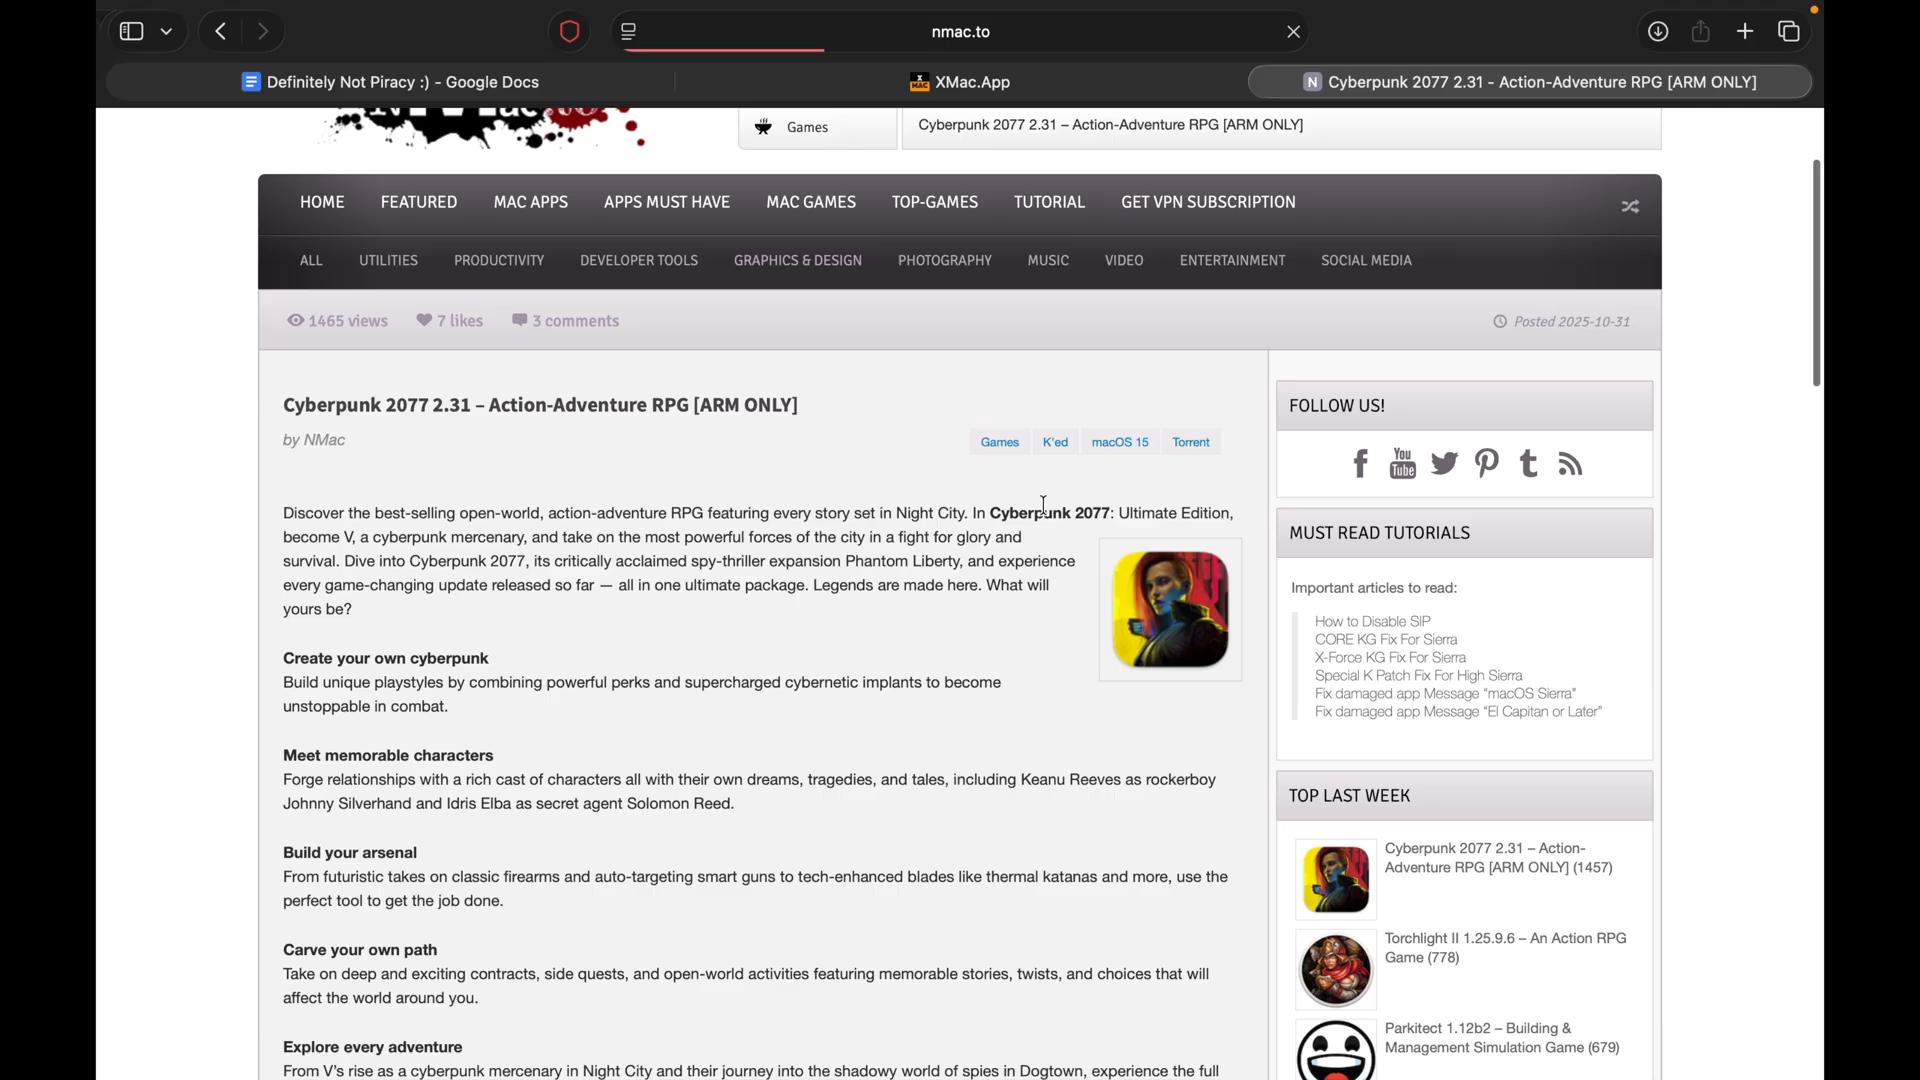 nmac.to
Definitely Not Piracy :) - Google Docs
XMac.App
N Cyberpunk 2077 2.31 - Action-Adventure RPG [ARM ONLY]
Games
Cyberpunk 2077 2.31 – Action-Adventure RPG [ARM ONLY]
HOME FEATURED MAC APPS APPS MUST HAVE MAC GAMES TOP-GAMES TUTORIAL GET VPN SUBSCRIPTION
ALL UTILITIES PRODUCTIVITY DEVELOPER TOOLS GRAPHICS & DESIGN PHOTOGRAPHY MUSIC VIDEO ENTERTAINMENT SOCIAL MEDIA
1465 views 7 likes 3 comments
Posted 2025-10-31
Cyberpunk 2077 2.31 – Action-Adventure RPG [ARM ONLY]
by NMac
Games K'ed macOS 15 Torrent
Discover the best-selling open-world, action-adventure RPG featuring every story set in Night City. In Cyberpunk 2077: Ultimate Edition,
become V, a cyberpunk mercenary, and take on the most powerful forces of the city in a fight for glory and
survival. Dive into Cyberpunk 2077, its critically acclaimed spy-thriller expansion Phantom Liberty, and experience
every game-changing update released so far — all in one ultimate package. Legends are made here. What will
yours be?
Create your own cyberpunk
Build unique playstyles by combining powerful perks and supercharged cybernetic implants to become
unstoppable in combat.
Meet memorable characters
Forge relationships with a rich cast of characters all with their own dreams, tragedies, and tales, including Keanu Reeves as rockerboy
Johnny Silverhand and Idris Elba as secret agent Solomon Reed.
Build your arsenal
From futuristic takes on classic firearms and auto-targeting smart guns to tech-enhanced blades like thermal katanas and more, use the
perfect tool to get the job done.
Carve your own path
Take on deep and exciting contracts, side quests, and open-world activities featuring memorable stories, twists, and choices that will
affect the world around you.
Explore every adventure
From V's rise as a cyberpunk mercenary in Night City and their journey into the shadowy world of spies in Dogtown, experience the full
FOLLOW US!
You
Tube
MUST READ TUTORIALS
Important articles to read:
How to Disable SIP
CORE KG Fix For Sierra
X-Force KG Fix For Sierra
Special K Patch Fix For High Sierra
Fix damaged app Message “macOS Sierra”
Fix damaged app Message “El Capitan or Later”
TOP LAST WEEK
Cyberpunk 2077 2.31 – Action-
Adventure RPG [ARM ONLY] (1457)
Torchlight II 1.25.9.6 – An Action RPG
Game (778)
Parkitect 1.12b2 – Building &
Management Simulation Game (679)